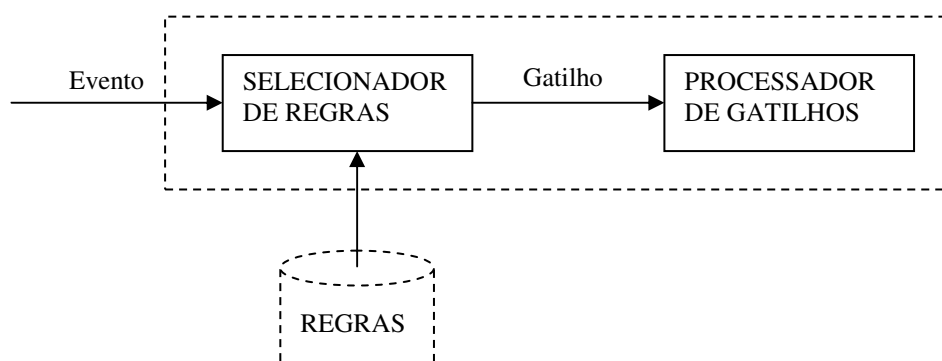 Evento
SELECIONADOR
DE REGRAS
Gatilho
PROCESSADOR
DE GATILHOS
REGRAS